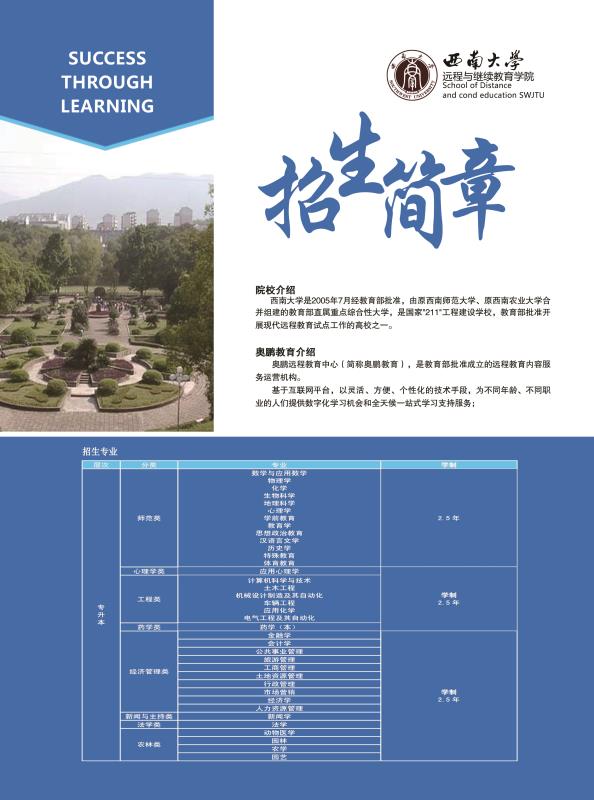 SUCCESS
THROUGH
LEARNING
西南大学
远程与继续教育学院
School of Distance
and cond education SWJTU
招生简章
院校介绍
西南大学是2005年7月经教育部批准，由原西南师范大学、原西南农业大学合
并组建的教育部直属重点综合性大学，是国家"211"工程建设学校，教育部批准开
展现代远程教育试点工作的高校之一。
奥鹏教育介绍
奥鹏远程教育中心（简称奥鹏教育），是教育部批准成立的远程教育内容服
务运营机构。
基于互联网平台，以灵活、方便、个性化的技术手段，为不同年龄、不同职
业的人们提供数字化学习机会和全天候一站式学习支持服务；
招生专业
层次 分类 专业 学制
专升本
师范类
数学与应用数学
物理学
化学
生物科学
地理科学
心理学
学前教育
教育学
思想政治教育
汉语言文学
历史学
特殊教育
体育教育
2.5年
心理学类 应用心理学
工程类
计算机科学与技术
土木工程
机械设计制造及其自动化
车辆工程
应用化学
电气工程及其自动化
药学类 药学（本）
学制
2.5年
经济管理类
金融学
会计学
公共事业管理
旅游管理
工商管理
土地资源管理
行政管理
市场营销
经济学
人力资源管理
新闻与主持类 新闻学
法学类 法学
农林类
动物医学
园林
农学
园艺
学制
2.5年